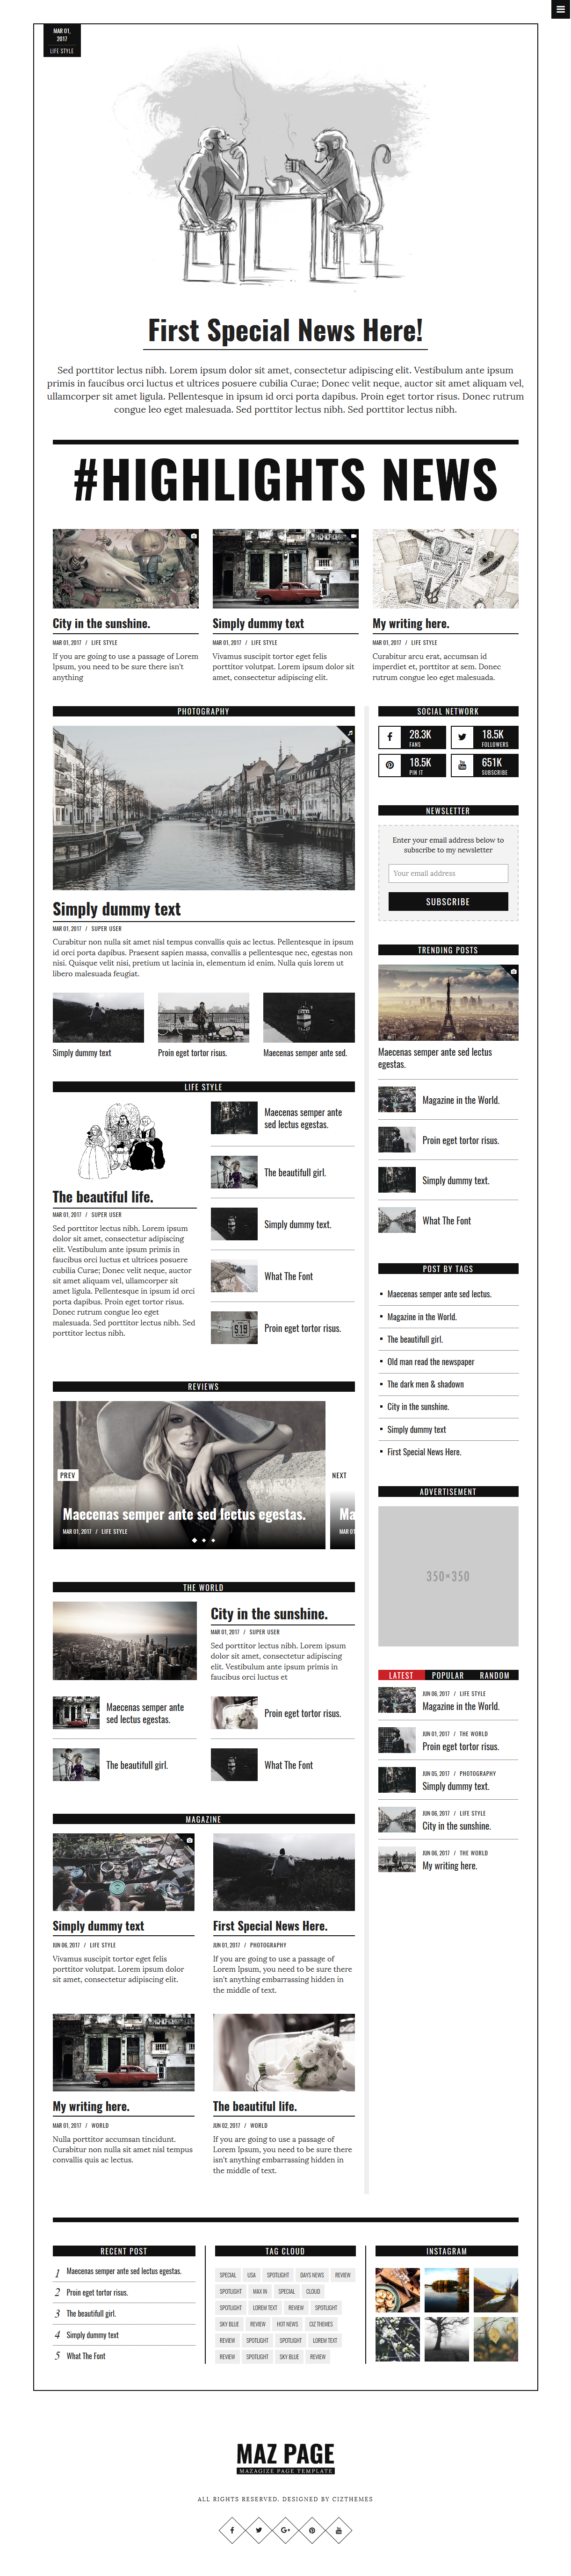 MAR 01,
2017
LIFE STYLE
First Special News Here!
Sed porttitor lectus nibh. Lorem ipsum dolor sit amet, consectetur adipiscing elit. Vestibulum ante ipsum
primis in faucibus orci luctus et ultrices posuere cubilia Curae; Donec velit neque, auctor sit amet aliquam vel,
ullamcorper sit amet ligula. Pellentesque in ipsum id orci porta dapibus. Proin eget tortor risus. Donec rutrum
congue leo eget malesuada. Sed porttitor lectus nibh. Sed porttitor lectus nibh.
#HIGHLIGHTS NEWS
City in the sunshine.
MAR 01, 2017 / LIFE STYLE
If you are going to use a passage of Lorem
Ipsum, you need to be sure there isn't
anything
Simply dummy text
MAR 01, 2017 / LIFE STYLE
Vivamus suscipit tortor eget felis
porttitor volutpat. Lorem ipsum dolor sit
amet, consectetur adipiscing elit.
My writing here.
MAR 01, 2017 / LIFE STYLE
Curabitur arcu erat, accumsan id
imperdiet et, porttitor at sem. Donec
rutrum congue leo eget malesuada.
PHOTOGRAPHY
Simply dummy text
MAR 01, 2017 / SUPER USER
Curabitur non nulla sit amet nisl tempus convallis quis ac lectus. Pellentesque in ipsum
id orci porta dapibus. Praesent sapien massa, convallis a pellentesque nec, egestas non
nisi. Quisque velit nisi, pretium ut lacinia in, elementum id enim. Nulla quis lorem ut
libero malesuada feugiat.
Simply dummy text
Proin eget tortor risus.
Maecenas semper ante sed.
LIFE STYLE
The beautiful life.
MAR 01, 2017 / SUPER USER
Sed porttitor lectus nibh. Lorem ipsum
dolor sit amet, consectetur adipiscing
elit. Vestibulum ante ipsum primis in
faucibus orci luctus et ultrices posuere
cubilia Curae; Donec velit neque, auctor
sit amet aliquam vel, ullamcorper sit
amet ligula. Pellentesque in ipsum id orci
porta dapibus. Proin eget tortor risus.
Donec rutrum congue leo eget
malesuada. Sed porttitor lectus nibh. Sed
porttitor lectus nibh.
Maecenas semper ante
sed lectus egestas.
The beautifull girl.
Simply dummy text.
What The Font
S19
Proin eget tortor risus.
REVIEWS
PREV
NEXT
Maecenas semper ante sed lectus egestas.
MAR 01, 2017 / LIFE STYLE
Ma
MAR 01
THE WORLD
City in the sunshine.
MAR 01, 2017 / SUPER USER
Sed porttitor lectus nibh. Lorem ipsum
dolor sit amet, consectetur adipiscing
elit. Vestibulum ante ipsum primis in
faucibus orci luctus et
Maecenas semper ante
sed lectus egestas.
Proin eget tortor risus.
The beautifull girl.
What The Font
MAGAZINE
Simply dummy text
JUN 06, 2017 / LIFE STYLE
Vivamus suscipit tortor eget felis
porttitor volutpat. Lorem ipsum dolor
sit amet, consectetur adipiscing elit.
First Special News Here.
JUN 01, 2017 / PHOTOGRAPHY
If you are going to use a passage of
Lorem Ipsum, you need to be sure there
isn't anything embarrassing hidden in
the middle of text.
My writing here.
MAR 01, 2017 / WORLD
Nulla porttitor accumsan tincidunt.
Curabitur non nulla sit amet nisl tempus
convallis quis ac lectus.
The beautiful life.
JUN 02, 2017 / WORLD
If you are going to use a passage of
Lorem Ipsum, you need to be sure there
isn't anything embarrassing hidden in
the middle of text.
SOCIAL NETWORK
28.3K
FANS
18.5K
FOLLOWERS
18.5K
PIN IT
651K
SUBSCRIBE
NEWSLETTER
Enter your email address below to
subscribe to my newsletter
Your email address
SUBSCRIBE
TRENDING POSTS
Maecenas semper ante sed lectus
egestas.
Magazine in the World.
Proin eget tortor risus.
Simply dummy text.
What The Font
POST BY TAGS
Maecenas semper ante sed lectus.
Magazine in the World.
The beautifull girl.
Old man read the newspaper
The dark men & shadown
City in the sunshine.
Simply dummy text
First Special News Here.
ADVERTISEMENT
350×350
LATEST POPULAR RANDOM
JUN 06, 2017 / LIFE STYLE
Magazine in the World.
JUN 01, 2017 / THE WORLD
Proin eget tortor risus.
JUN 05, 2017 / PHOTOGRAPHY
Simply dummy text.
JUN 06, 2017 / LIFE STYLE
City in the sunshine.
JUN 06, 2017 / THE WORLD
My writing here.
RECENT POST
1 Maecenas semper ante sed lectus egestas.
2 Proin eget tortor risus.
3 The beautifull girl.
4 Simply dummy text
5 What The Font
TAG CLOUD
SPECIAL USA SPOTLIGHT DAYS NEWS REVIEW
SPOTLIGHT MAX IN SPECIAL CLOUD
SPOTLIGHT LOREM TEXT REVIEW SPOTLIGHT
SKY BLUE REVIEW HOT NEWS CIZ THEMES
REVIEW SPOTLIGHT SPOTLIGHT LOREM TEXT
REVIEW SPOTLIGHT SKY BLUE REVIEW
INSTAGRAM
MAZ PAGE
MAZAGIZE PAGE TEMPLATE
ALL RIGHTS RESERVED. DESIGNED BY CIZTHEMES